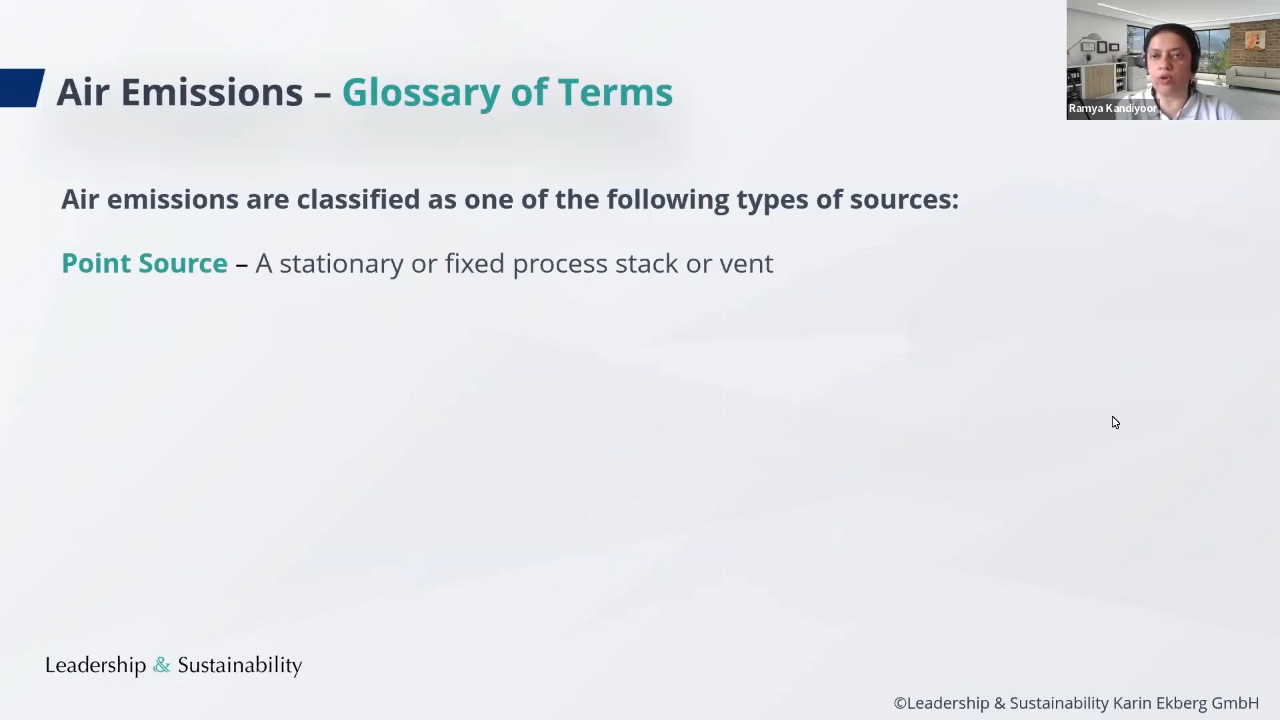 Air Emissions – Glossary of Terms
Ramya Kandiyoor
Air emissions are classified as one of the following types of sources:
Point Source – A stationary or fixed process stack or vent
Leadership & Sustainability
©Leadership & Sustainability Karin Ekberg GmbH